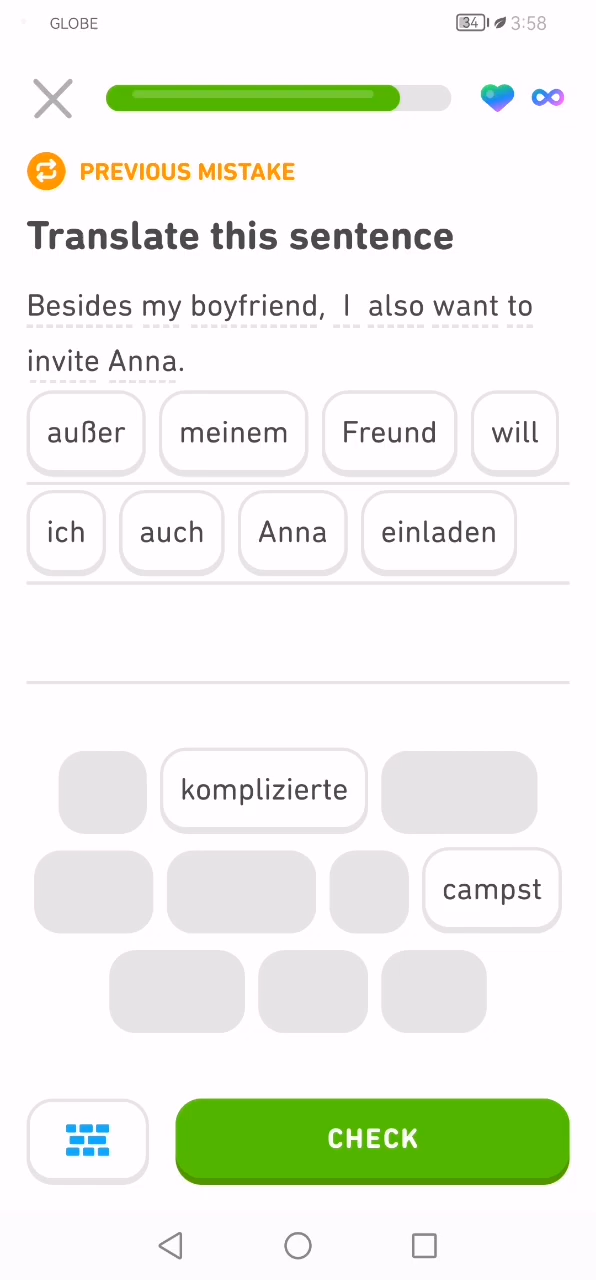 GLOBE 34 3:58
PREVIOUS MISTAKE
Translate this sentence
Besides my boyfriend, I also want to
invite Anna.
außer meinem Freund will
ich auch Anna einladen
komplizierte
campst
CHECK